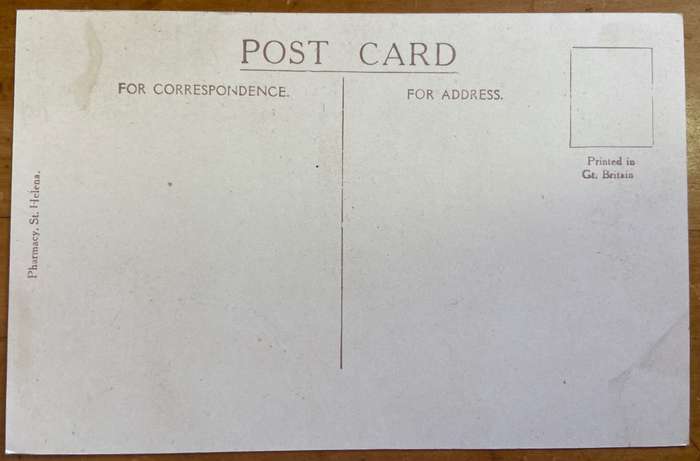 POST CARD
FOR CORRESPONDENCE.
FOR ADDRESS.
Printed in
Gt. Britain
Pharmacy, St. Helena.